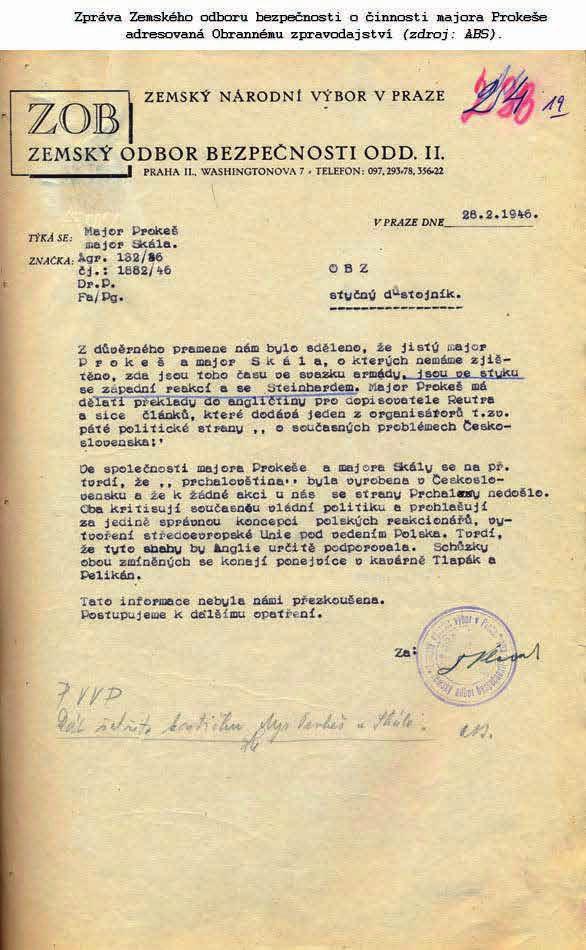 Zpráva Zemského odboru bezpečnosti o činnosti majora Prokeše
adresovaná Obrannému zpravodajství (zdroj: ABS).
ZEMSKÝ NÁRODNÍ VÝBOR V PRAZE
24 19
ZOB
ZEMSKÝ ODBOR BEZPEČNOSTI ODD. II.
PRAHA II., WASHINGTONOVA 7 • TELEFON: 097, 293-78, 356-22
V PRAZE DNE 28.2.1946.
TÝKÁ SE: Major Prokeš
major Skála.
ZNAČKA: Agr. 132/86
čj.: 1882/46
Dr.P.
Fa/Pg.
O B Z
styčný důstojník.
Z důvěrného pramene nám bylo sděleno, že jistý major
P r o k e š a major S k á l a, o kterých nemáme zjiš-
těno, zda jsou toho času ve svazku armády, jsou ve styku
se západní reakcí a se Steinhardem. Major Prokeš má
dělati překlady do angličtiny pro dopisovatele Reutra
a sice článků, které dodává jeden z organisátorů t.zv.
páté politické strany ,, o současných problémech Česko-
slovenska;'
Ve společnosti majora Prokeše a majora Skály se na př.
tvrdí, že ,, prchalovština'' byla vyrobena v Českoslo-
vensku a že k žádné akci u nás se strany Prchalovy nedošlo.
Oba kritisují současnou vládní politiku a prohlašují
za jedině správnou koncepci polských reakcionářů, vy-
tvoření středoevropské Unie pod vedením Polska. Tvrdí,
že tyto snahy by Anglie určitě podporovala. Schůzky
obou zmíněných se konají ponejvíce v kavárně Tlapák a
Pelikán.
Tato informace nebyla námi přezkoušena.
Postupujeme k dalšímu opatření.
za: